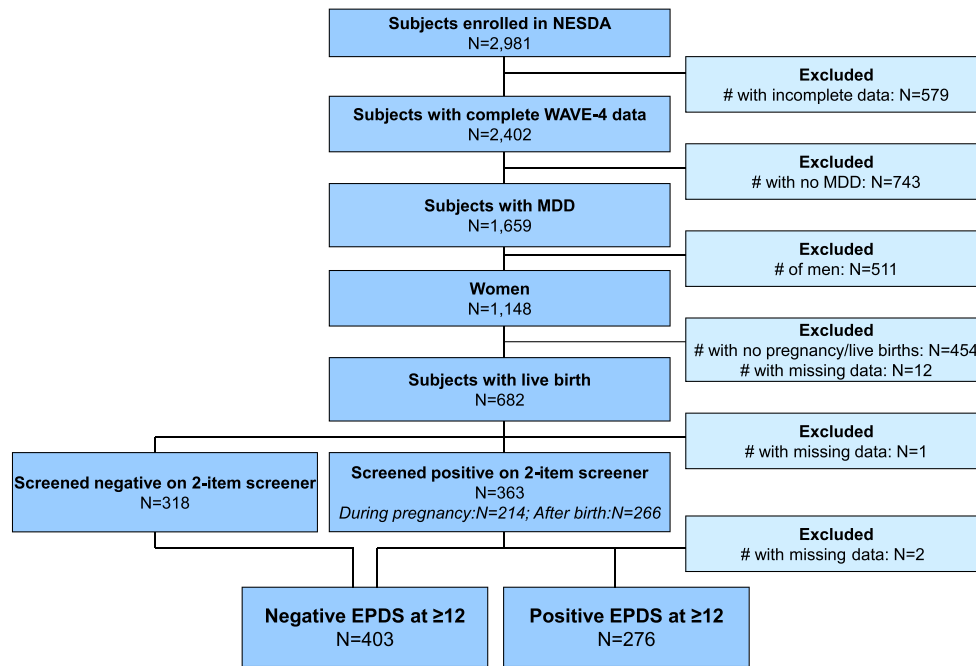 Subjects enrolled in NESDA
N=2,981
Excluded
# with incomplete data: N=579
Subjects with complete WAVE-4 data
N=2,402
Excluded
# with no MDD: N=743
Subjects with MDD
N=1,659
Excluded
# of men: N=511
Women
N=1,148
Excluded
# with no pregnancy/live births: N=454
# with missing data: N=12
Subjects with live birth
N=682
Excluded
# with missing data: N=1
Screened negative on 2-item screener
N=318
Screened positive on 2-item screener
N=363
During pregnancy:N=214; After birth:N=266
Excluded
# with missing data: N=2
Negative EPDS at ≥12
N=403
Positive EPDS at ≥12
N=276